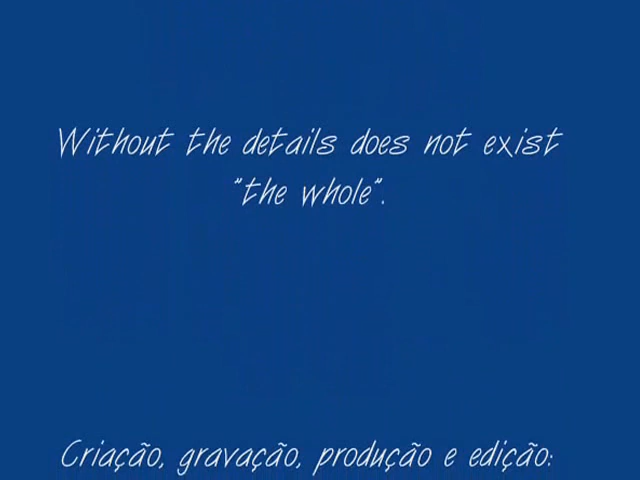 Without the details does not exist
"the whole".
Criação, gravação, produção e edição: